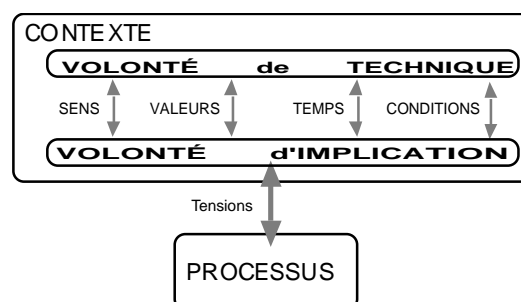 CONTEXTE
VOLONTÉ de TECHNIQUE
SENS VALEURS TEMPS CONDITIONS
VOLONTÉ d'IMPLICATION
Tensions
PROCESSUS